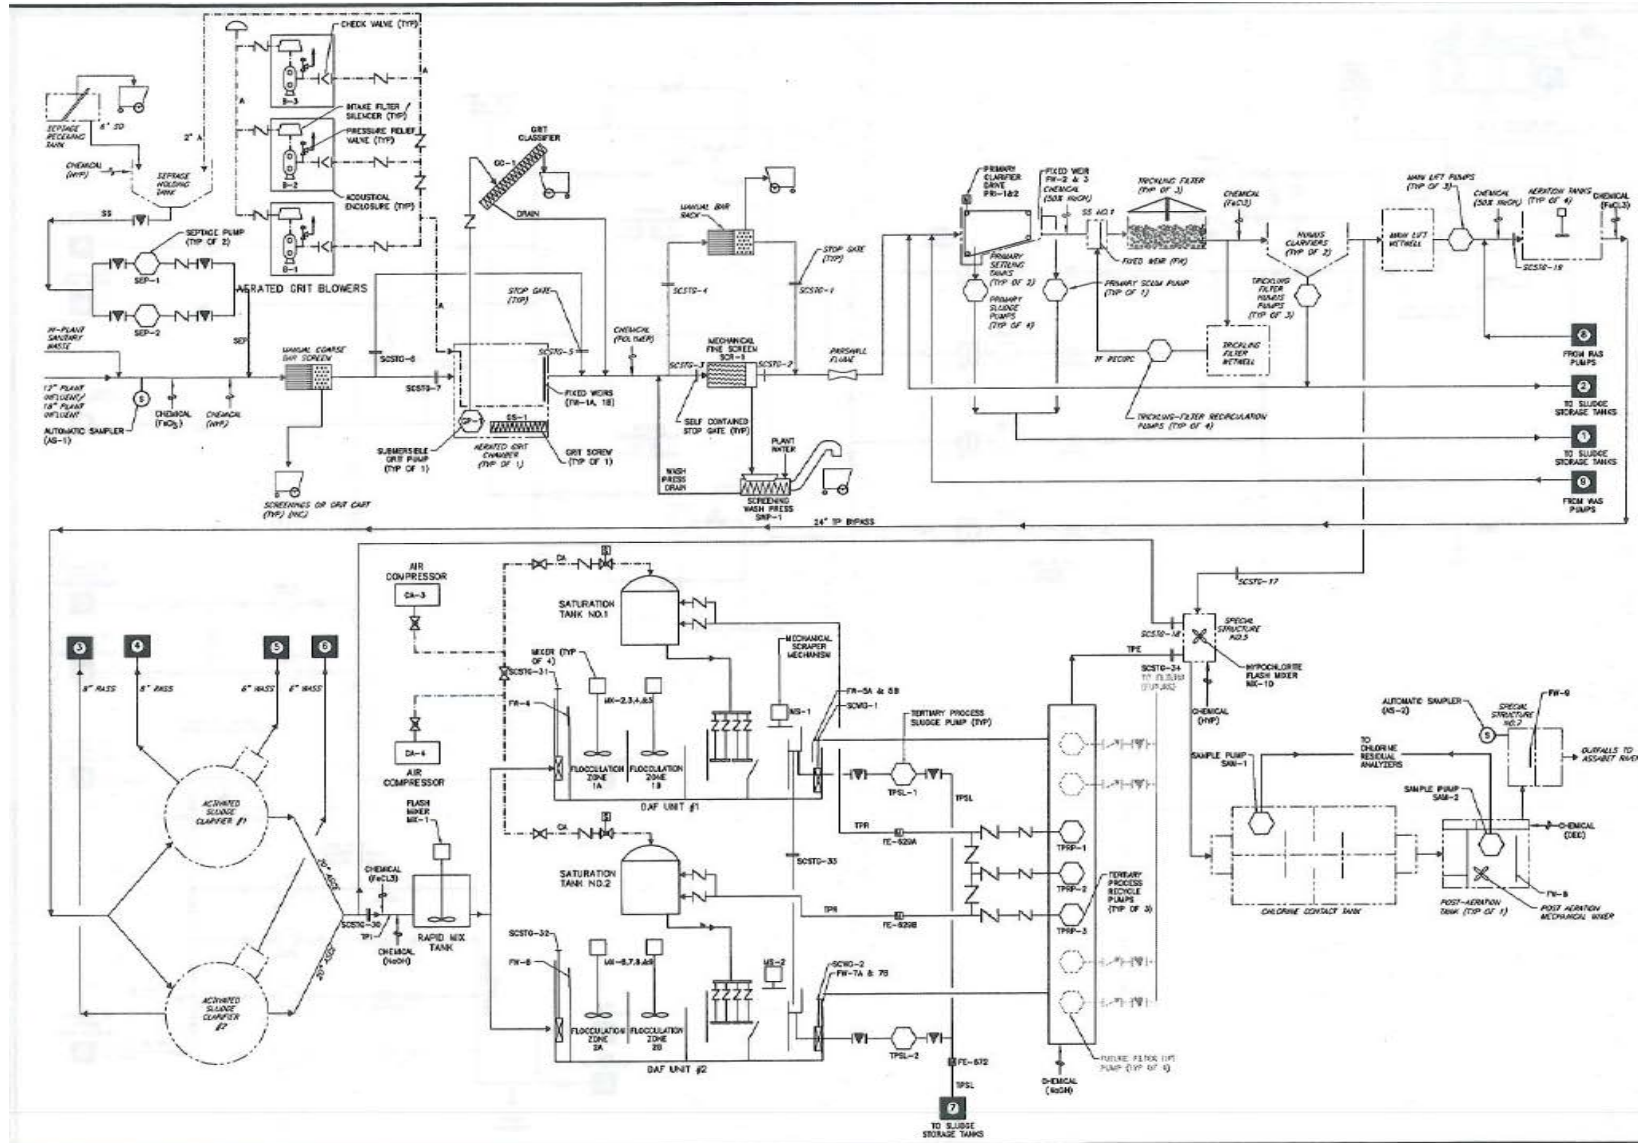 CHECK VALVE (TYP)
B-3
A
A
INTAKE FILTER /
SILENCER (TYP)
PRESSURE RELIEF
VALVE (TYP)
B-2
ACOUSTICAL
ENCLOSURE (TYP)
B-1
AERATED GRIT BLOWERS
6" SD
SEPTAGE
RECEIVING
TANK
2" A
CHEMICAL
(HYP)
SEPTAGE
HOLDING
TANK
SS
SEPTAGE PUMP
(TYP OF 2)
SEP-1
SEP-2
SEP
IN-PLANT
SANITARY
WASTE
12" PLANT
INFLUENT/
18" PLANT
INFLUENT
S
AUTOMATIC SAMPLER
(AS-1)
CHEMICAL
CHEMICAL
(HYP)
MANUAL COARSE
BAR SCREEN
SCREENINGS OR GRIT CART
(TYP) (INC)
SCSTG-6
SCSTG-7
A
GRIT
CLASSIFIER
GC-1
DRAIN
STOP GATE
(TYP)
SCSTG-5
FIXED WEIRS
(FW-1A, 1B)
GS-1
SUBMERSIBLE
GRIT PUMP
(TYP OF 1)
AERATED GRIT
CHAMBER
(TYP OF 1)
GRIT SCREW
(TYP OF 1)
CHEMICAL
(POLYMER)
MANUAL BAR
RACK
SCSTG-4
STOP GATE
(TYP)
SCSTG-1
MECHANICAL
FINE SCREEN
SCR-1
SCSTG-3
SCSTG-2
SELF CONTAINED
STOP GATE (TYP)
PARSHALL
FLUME
WASH
PRESS
DRAIN
PLANT
WATER
SCREENING
WASH PRESS
SWP-1
24" TP BYPASS
PRIMARY
CLARIFIER
DRIVE
PRI-1&2
FIXED WEIR
FW-2 & 3
CHEMICAL
(50% NaOH)
SS NO.1
PRIMARY
SETTLING
TANKS
(TYP OF 2)
PRIMARY
SLUDGE
PUMPS
(TYP OF 4)
PRIMARY SCUM PUMP
(TYP OF 1)
TRICKLING FILTER
(TYP OF 3)
FIXED WEIR (FW)
CHEMICAL
(FeCl3)
TF RECIRC
TRICKLING
FILTER
WETWELL
TRICKLING-FILTER RECIRCULATION
PUMPS (TYP OF 4)
HUMUS
CLARIFIERS
(TYP OF 2)
TRICKLING
FILTER
HUMUS
PUMPS
(TYP OF 3)
MAIN LIFT PUMPS
(TYP OF 3)
MAIN LIFT
WETWELL
CHEMICAL
(50% NaOH)
AERATION TANKS
(TYP OF 4)
CHEMICAL
(FeCL3)
SCSTG-19
FROM RAS
PUMPS
2
TO SLUDGE
STORAGE TANKS
1
TO SLUDGE
STORAGE TANKS
FROM WAS
PUMPS
3
4
5
6
8" RASS
8" RASS
6" WASS
6" WASS
ACTIVATED
SLUDGE
CLARIFIER #1
ACTIVATED
SLUDGE
CLARIFIER
#2
20" ASCE
20" ASCE
SCSTG-30
TPI
CHEMICAL
(FeCL3)
CHEMICAL
(NaOH)
AIR
COMPRESSOR
CA-3
CA-4
AIR
COMPRESSOR
FLASH
MIXER
MX-1
RAPID MIX
TANK
CA
S
SATURATION
TANK NO.1
MIXER (TYP
OF 4)
SCSTG-31
FW-4
MX-2,3,4,&5
FLOCCULATION
ZONE
1A
FLOCCULATION
ZONE
1B
MECHANICAL
SCRAPER
MECHANISM
MS-1
FW-5A & 5B
SCWG-1
DAF UNIT #1
TERTIARY PROCESS
SLUDGE PUMP (TYP)
TPSL-1
TPSL
TPR
FE-629A
CA
S
SATURATION
TANK NO.2
SCSTG-33
TPR
FE-629B
SCSTG-32
FW-6
MX-6,7,8,&9
FLOCCULATION
ZONE
2A
FLOCCULATION
ZONE
2B
MS-2
SCWG-2
FW-7A & 7B
DAF UNIT #2
TPSL-2
FE-672
TPSL
7
TO SLUDGE
STORAGE TANKS
TPRP-1
TPRP-2
TPRP-3
TERTIARY
PROCESS
RECYCLE
PUMPS
(TYP OF 3)
CHEMICAL
(NaOH)
TPE
SCSTG-17
SCSTG-18
SCSTG-34
SPECIAL
STRUCTURE
HYPOCHLORITE
FLASH MIXER
MX-10
CHEMICAL
(HYP)
SAMPLE PUMP
SAM-1
TO
CHLORINE
RESIDUAL
ANALYZERS
CHLORINE CONTACT TANK
AUTOMATIC SAMPLER
(AS-2)
S
SPECIAL
STRUCTURE
NO.2
FW-9
OUTFALLS TO
ASSABET RIVER
SAMPLE PUMP
SAM-2
CHEMICAL
FW-8
POST-AERATION
TANK (TYP OF 1)
POST AERATION
MECHANICAL MIXER